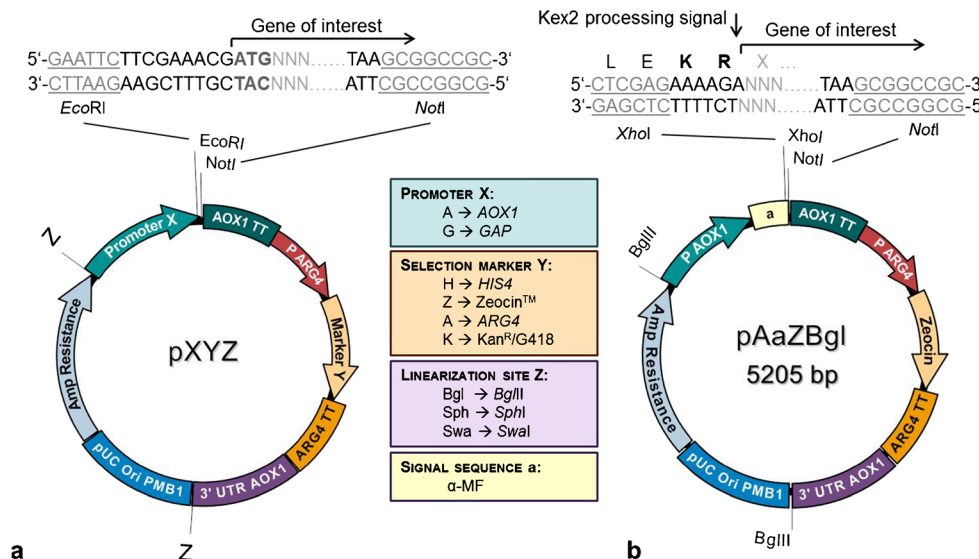 Gene of interest
5‘-GAATTCTTCGAAACGATGNNN......TAAGCGGCCGC-3‘
3‘-CTTAAGAAGCTTTGCTACNNN......ATTCGCCGGCG-5‘
EcoRI NotI
EcoRI
NotI
Z
Promoter X
AOX1 TT
P ARG4
Marker Y
ARG4 TT
3' UTR AOX1
pUC Ori PMB1
Amp Resistance
pXYZ
Z
a
PROMOTER X:
A → AOX1
G → GAP
SELECTION MARKER Y:
H → HIS4
Z → Zeocin™
A → ARG4
K → KanR/G418
LINEARIZATION SITE Z:
Bgl → BglII
Sph → SphI
Swa → SwaI
SIGNAL SEQUENCE a:
α-MF
Kex2 processing signal
Gene of interest
L E K R X ...
5‘-CTCGAGAAAAGANNN......TAAGCGGCCGC-3‘
3‘-GAGCTCTTTTCTNNN......ATTCGCCGGCG-5‘
XhoI NotI
XhoI
NotI
BglII
P AOX1
a
AOX1 TT
P ARG4
Zeocin
ARG4 TT
3' UTR AOX1
pUC Ori PMB1
Amp Resistance
pAaZBgl
5205 bp
BglII
b